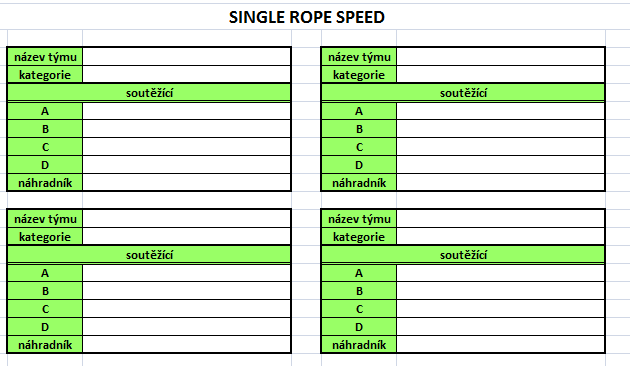 SINGLE ROPE SPEED
název týmu
kategorie
soutěžící
A
B
C
D
náhradník
název týmu
kategorie
soutěžící
A
B
C
D
náhradník
název týmu
kategorie
soutěžící
A
B
C
D
náhradník
název týmu
kategorie
soutěžící
A
B
C
D
náhradník